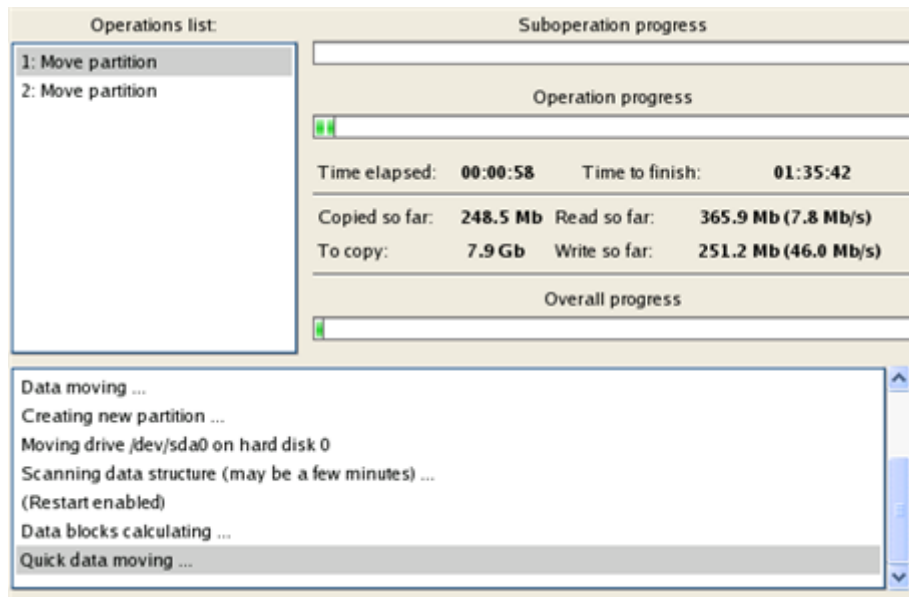 Operations list:
1: Move partition
2: Move partition
Suboperation progress
Operation progress
Time elapsed: 00:00:58 Time to finish: 01:35:42
Copied so far: 248.5 Mb Read so far: 365.9 Mb (7.8 Mb/s)
To copy: 7.9 Gb Write so far: 251.2 Mb (46.0 Mb/s)
Overall progress
Data moving ...
Creating new partition ...
Moving drive /dev/sda0 on hard disk 0
Scanning data structure (may be a few minutes) ...
(Restart enabled)
Data blocks calculating ...
Quick data moving ...